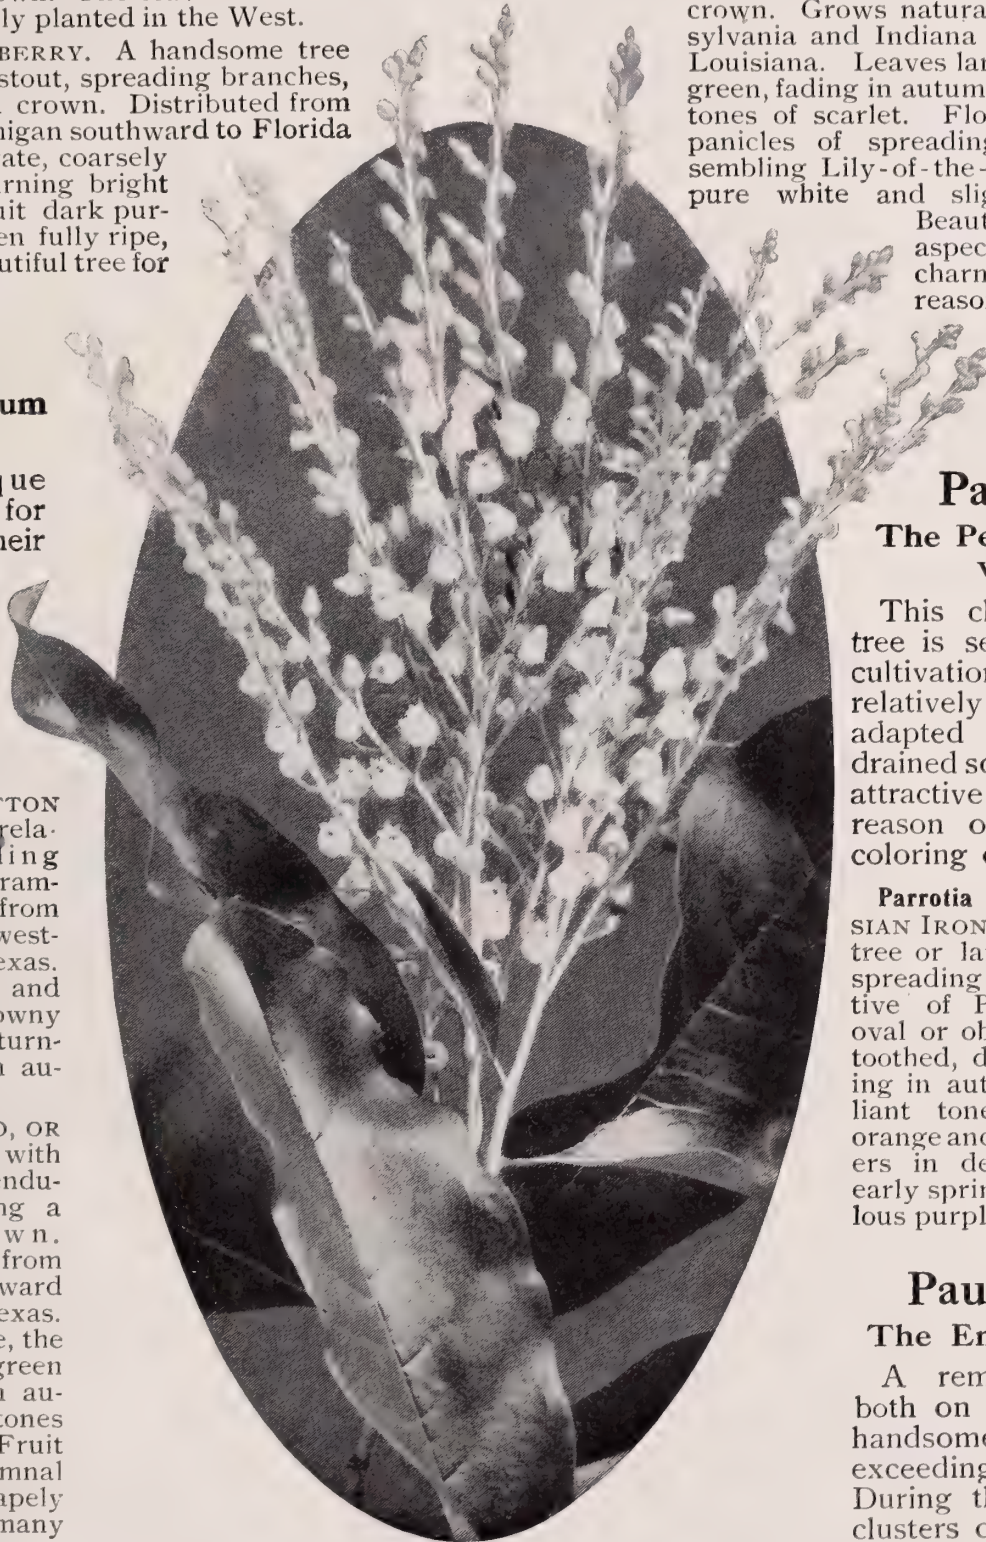 ly planted in the West.
BERRY. A handsome tree
stout, spreading branches,
crown. Distributed from
higan southward to Florida
ate, coarsely
urning bright
uit dark pur-
en fully ripe,
utiful tree for
um
ue
for
heir
TTON
rela-
ling
ram-
from
west-
exas.
and
owny
turn-
au-
O, OR
with
endu-
ng a
wn.
from
ward
exas.
e, the
green
au-
tones
Fruit
mnal
apely
many
crown. Grows natura
sylvania and Indiana
Louisiana. Leaves lar
green, fading in autum
tones of scarlet. Flo
panicles of spreading
sembling Lily-of-the-
pure white and slig
Beaut
aspec
charm
reaso
Pa
The Pe
V
This ch
tree is se
cultivation
relatively
adapted
drained so
attractive
reason o
coloring
Parrotia
SIAN IRON
tree or la
spreading
tive of P
oval or ob
toothed, d
ing in aut
liant tone
orange and
ers in de
early sprin
lous purpl
Pau
The Em
A rem
both on
handsome
exceeding
During th
clusters o